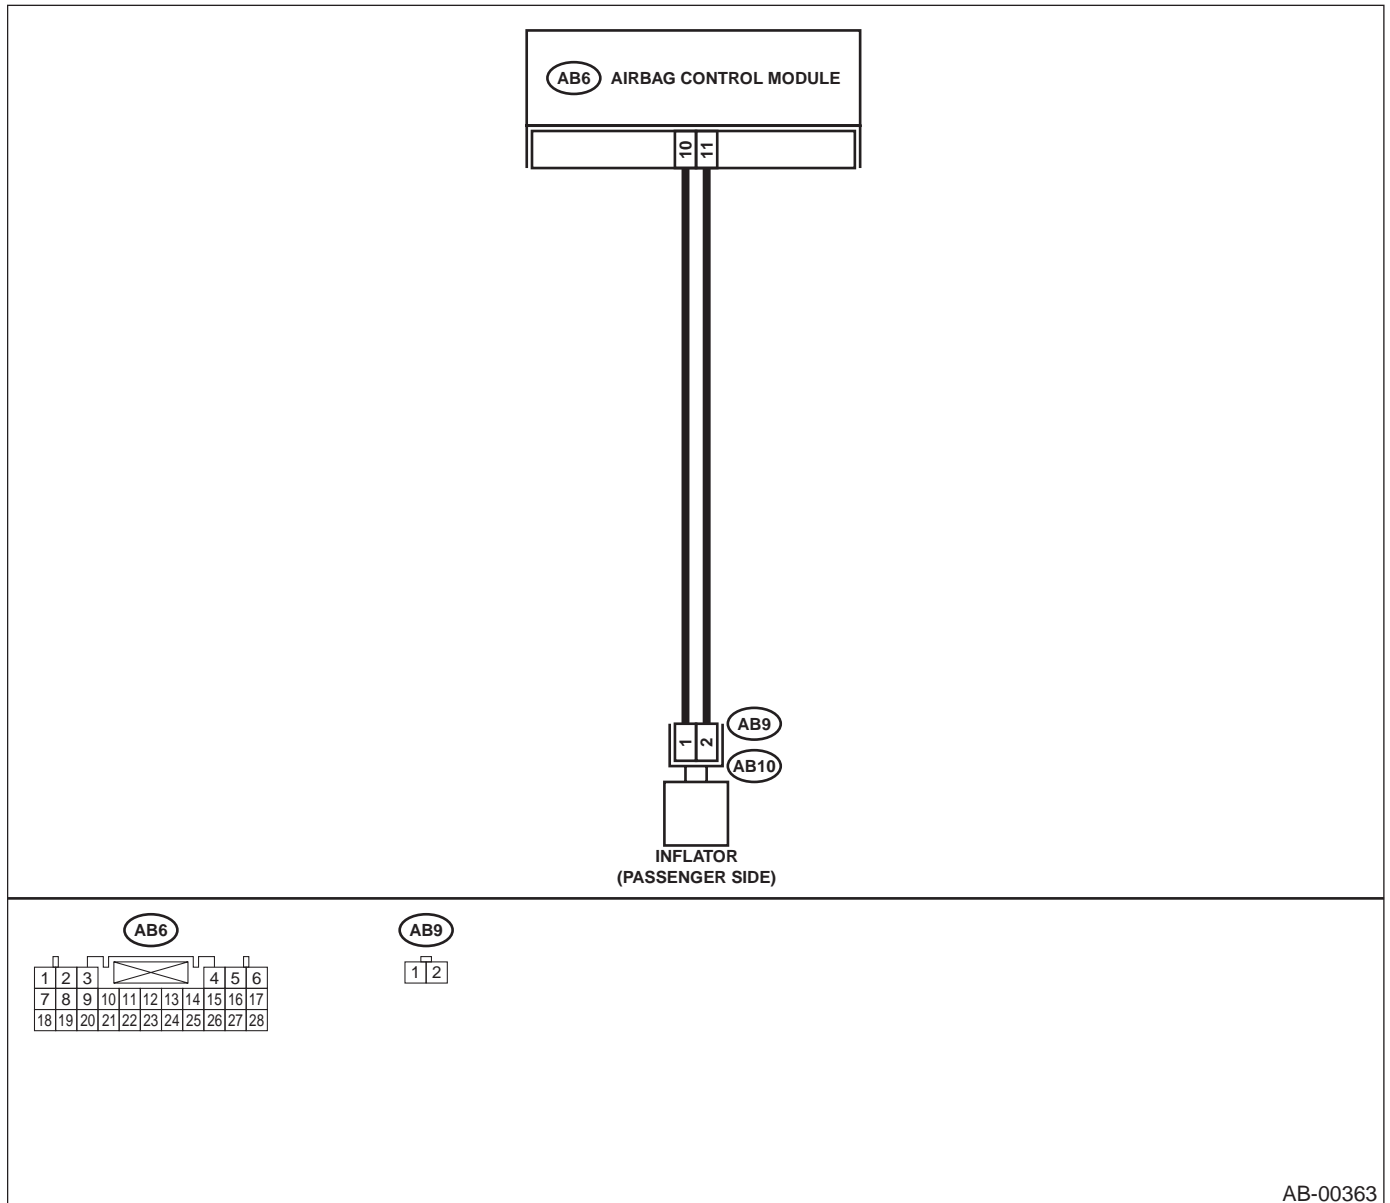 AB6 AIRBAG CONTROL MODULE
10 11
AB9
1 2
AB10
INFLATOR
(PASSENGER SIDE)
AB6
AB9
1 2 3 4 5 6
1 2
7 8 9 10 11 12 13 14 15 16 17
18 19 20 21 22 23 24 25 26 27 28
AB-00363